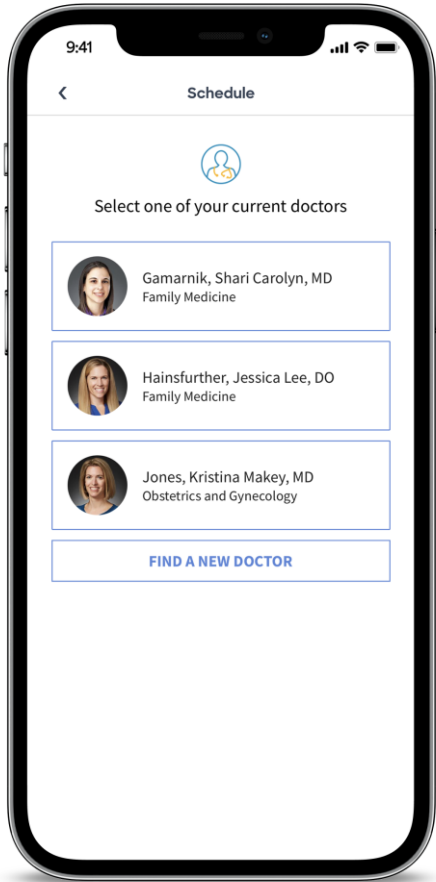 9:41
Schedule
Select one of your current doctors
Gamarnik, Shari Carolyn, MD
Family Medicine
Hainsfurther, Jessica Lee, DO
Family Medicine
Jones, Kristina Makey, MD
Obstetrics and Gynecology
FIND A NEW DOCTOR